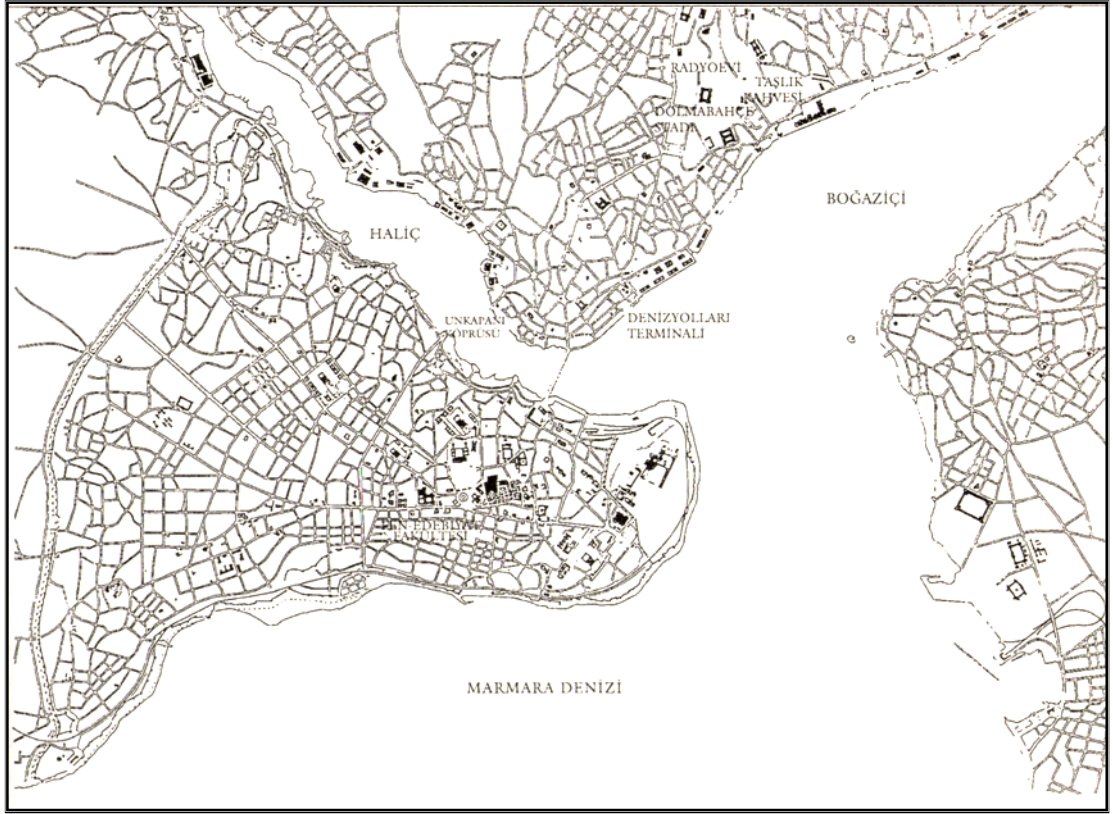 RADYOEVİ
TAŞLIK
KAHVESİ
DOLMABAHÇE
STADI
BOĞAZİÇİ
HALİÇ
UNKAPANI
KÖPRÜSÜ
DENİZYOLLARI
TERMİNALİ
FEN-EDEBİYAT
FAKÜLTESİ
MARMARA DENİZİ